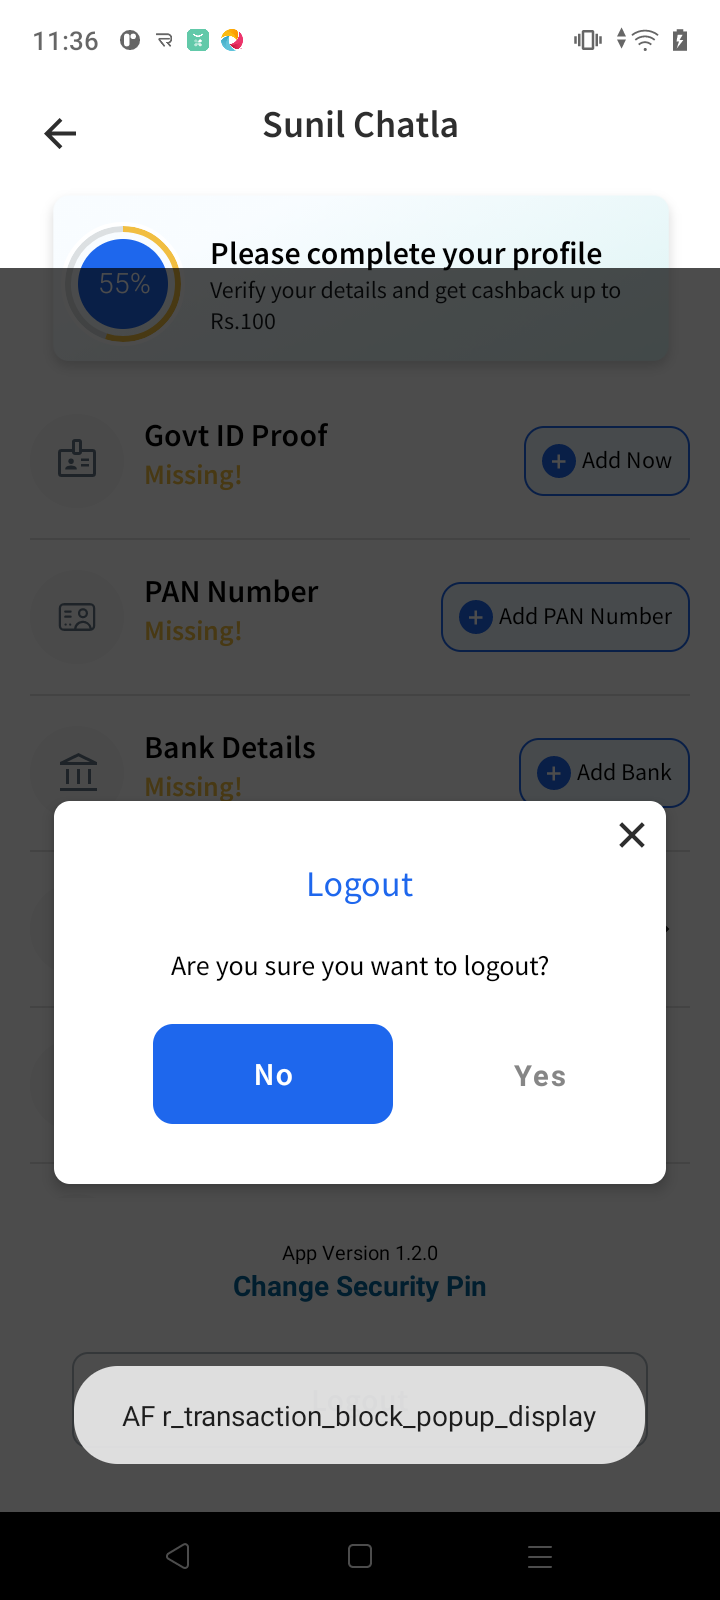 11:36
Sunil Chatla
Please complete your profile
55%
Verify your details and get cashback up to
Rs.100
Govt ID Proof
Missing!
Add Now
PAN Number
Missing!
Add PAN Number
Bank Details
Missing!
Add Bank
Logout
Are you sure you want to logout?
No
Yes
App Version 1.2.0
Change Security Pin
Logout
AF r_transaction_block_popup_display